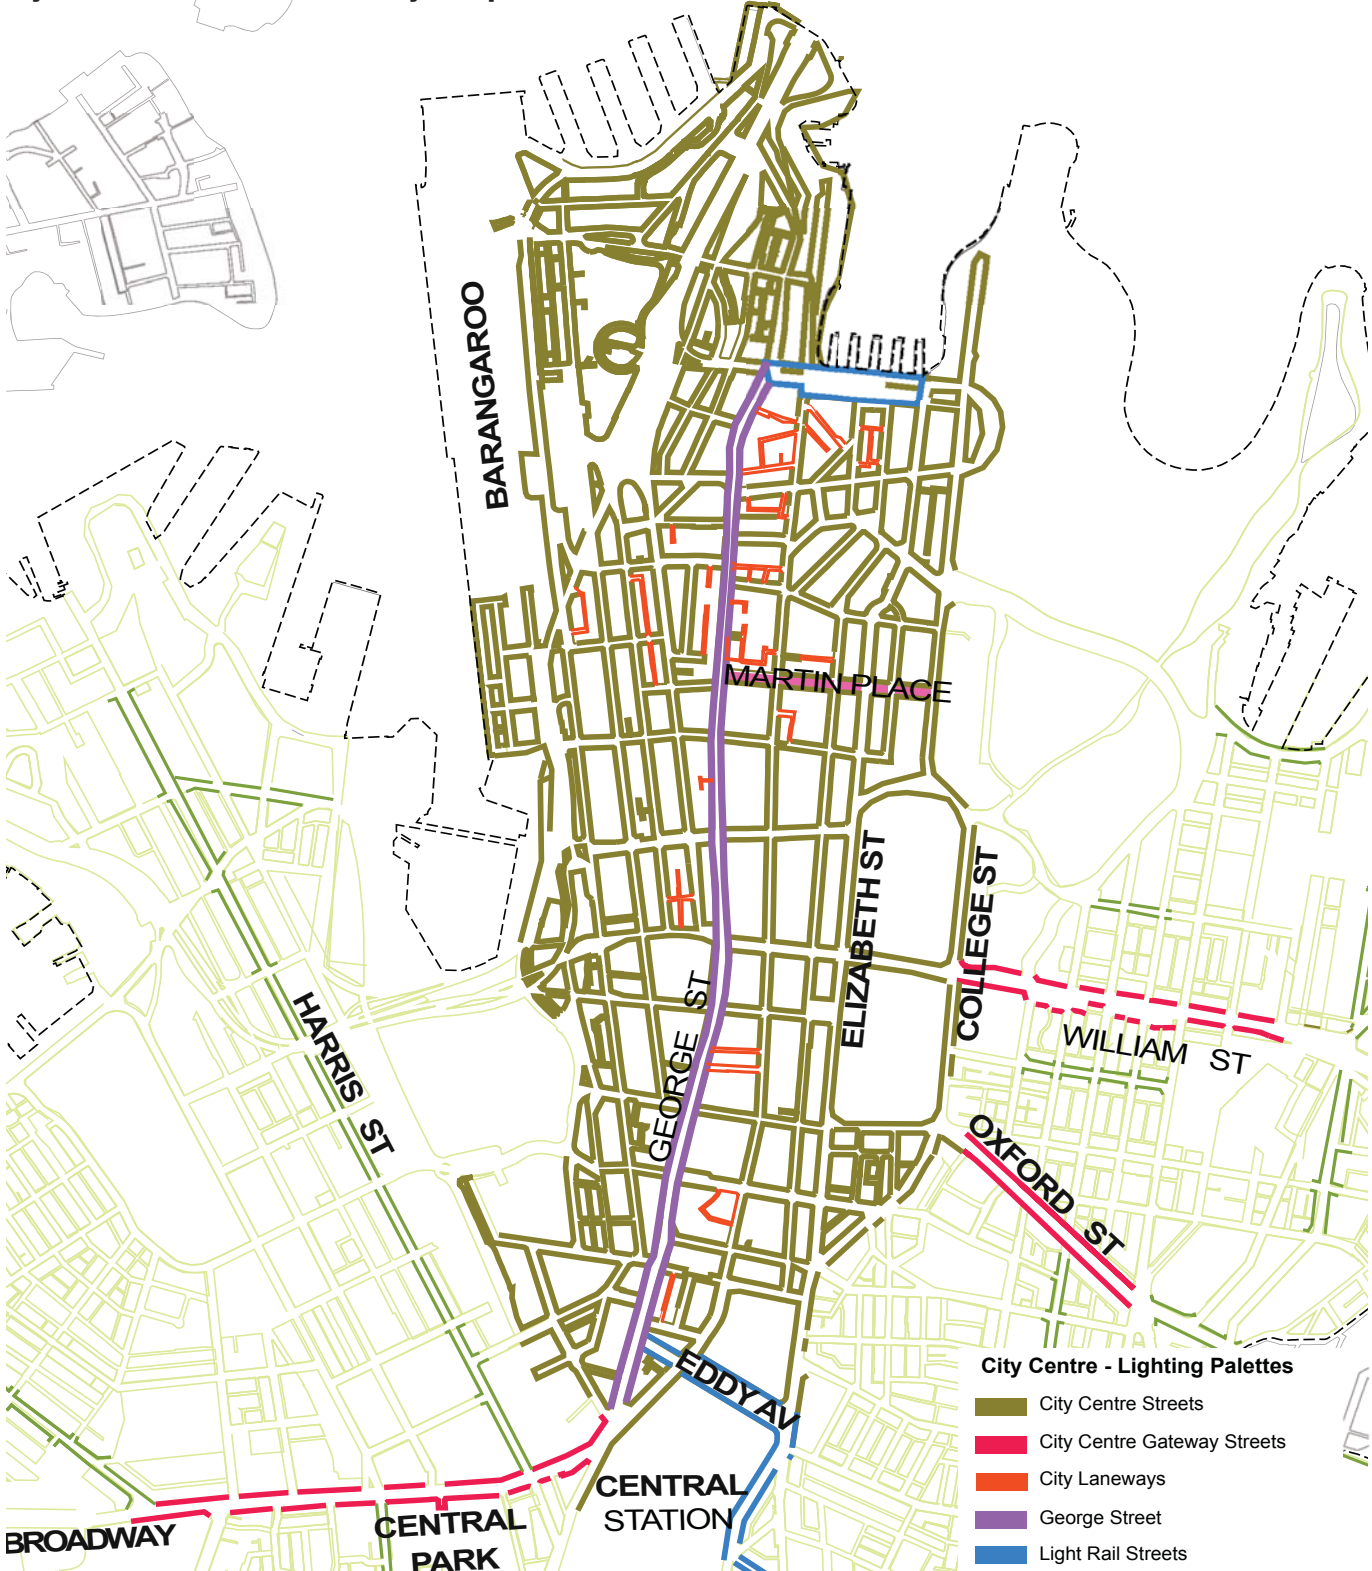 BARANGAROO
MARTIN PLACE
ELIZABETH ST
COLLEGE ST
GEORGE ST
HARRIS ST
WILLIAM ST
OXFORD ST
EDDY AV
CENTRAL
STATION
CENTRAL
PARK
BROADWAY
City Centre - Lighting Palettes
City Centre Streets
City Centre Gateway Streets
City Laneways
George Street
Light Rail Streets